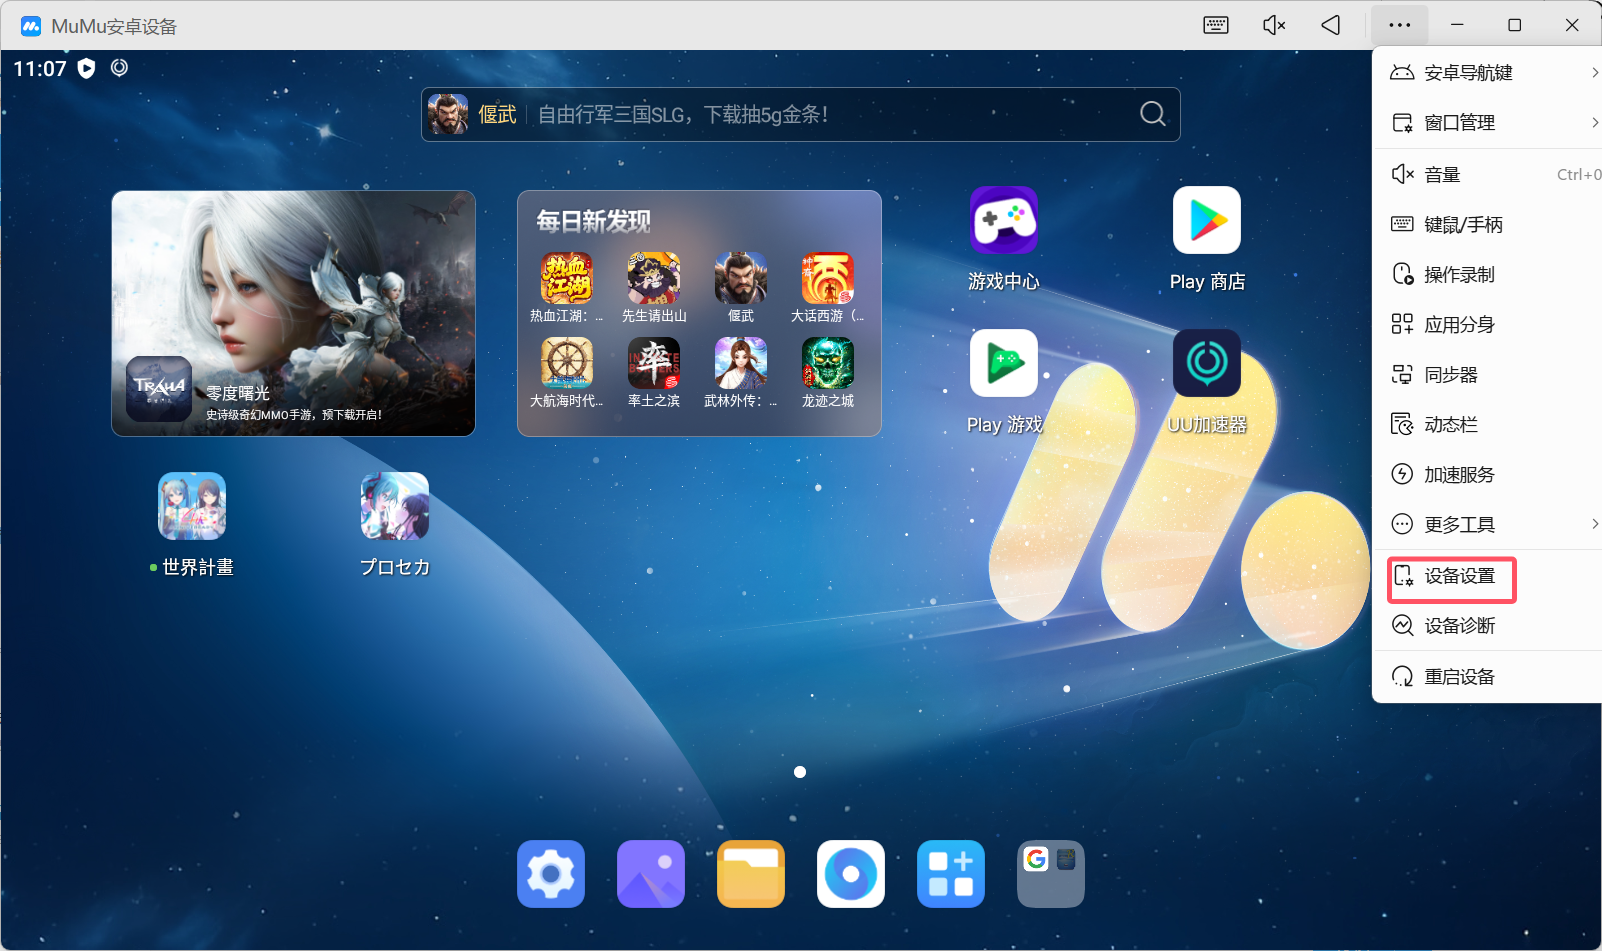 MuMu安卓设备
11:07
偃武
自由行军三国SLG，下载抽5g金条！
安卓导航键
窗口管理
音量 Ctrl+0
键鼠/手柄
操作录制
应用分身
同步器
动态栏
加速服务
更多工具
设备设置
设备诊断
重启设备
TRAHA
零度曙光
史诗级奇幻MMO手游，预下载开启！
每日新发现
热血江湖
热血江湖：...
先生请出山
偃武
大话西游（...
率
大航海时代...
率土之滨
武林外传：...
龙迹之城
游戏中心
Play 商店
Play 游戏
UU加速器
世界計畫
プロセカ